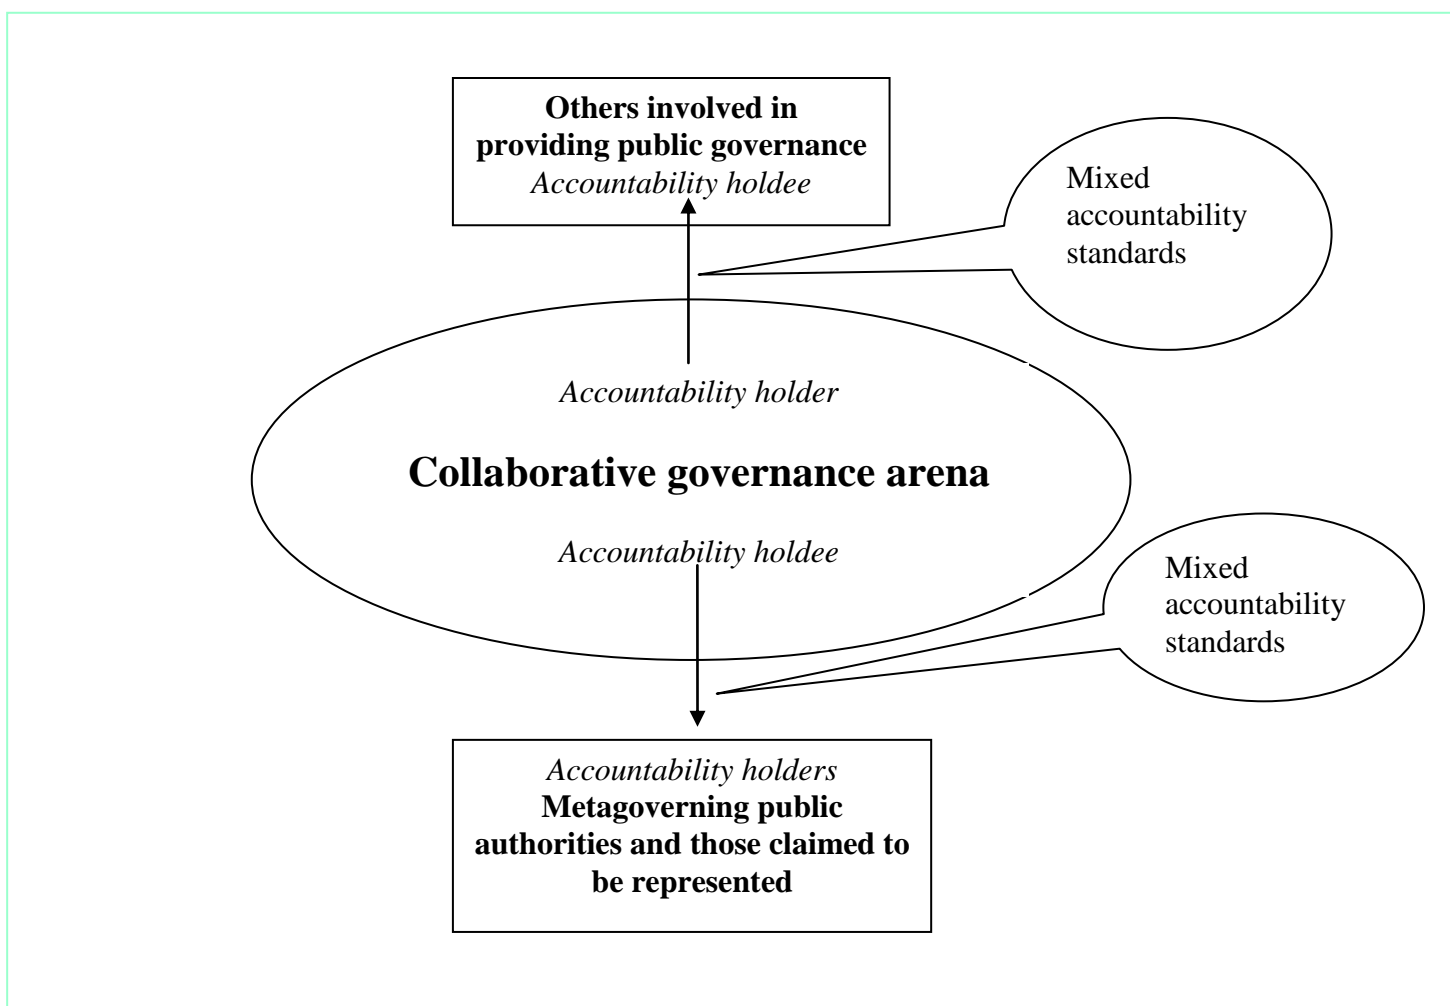 Others involved in
providing public governance
Accountability holdee
Mixed
accountability
standards
Accountability holder
Collaborative governance arena
Accountability holdee
Mixed
accountability
standards
Accountability holders
Metagoverning public
authorities and those claimed to
be represented